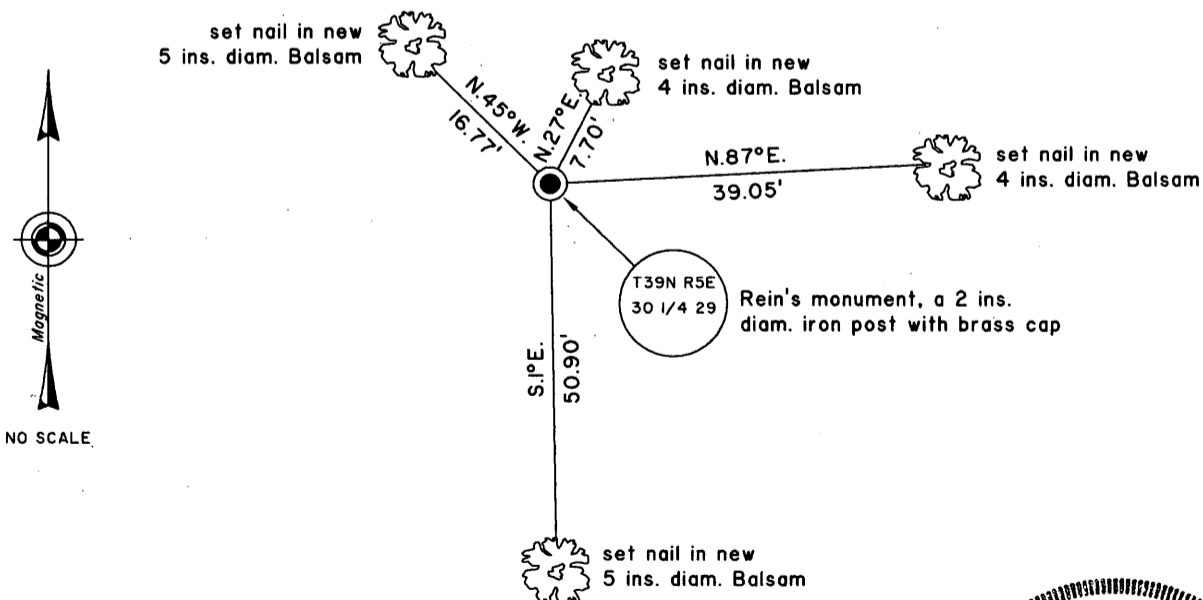 set nail in new
5 ins. diam. Balsam
set nail in new
4 ins. diam. Balsam
N.45°W.
16.77'
N.27°E.
7.70'
N.87°E.
39.05'
set nail in new
4 ins. diam. Balsam
Magnetic
NO SCALE
T39N R5E
30 1/4 29
Rein's monument, a 2 ins.
diam. iron post with brass cap
S.1°E.
50.90'
set nail in new
5 ins. diam. Balsam